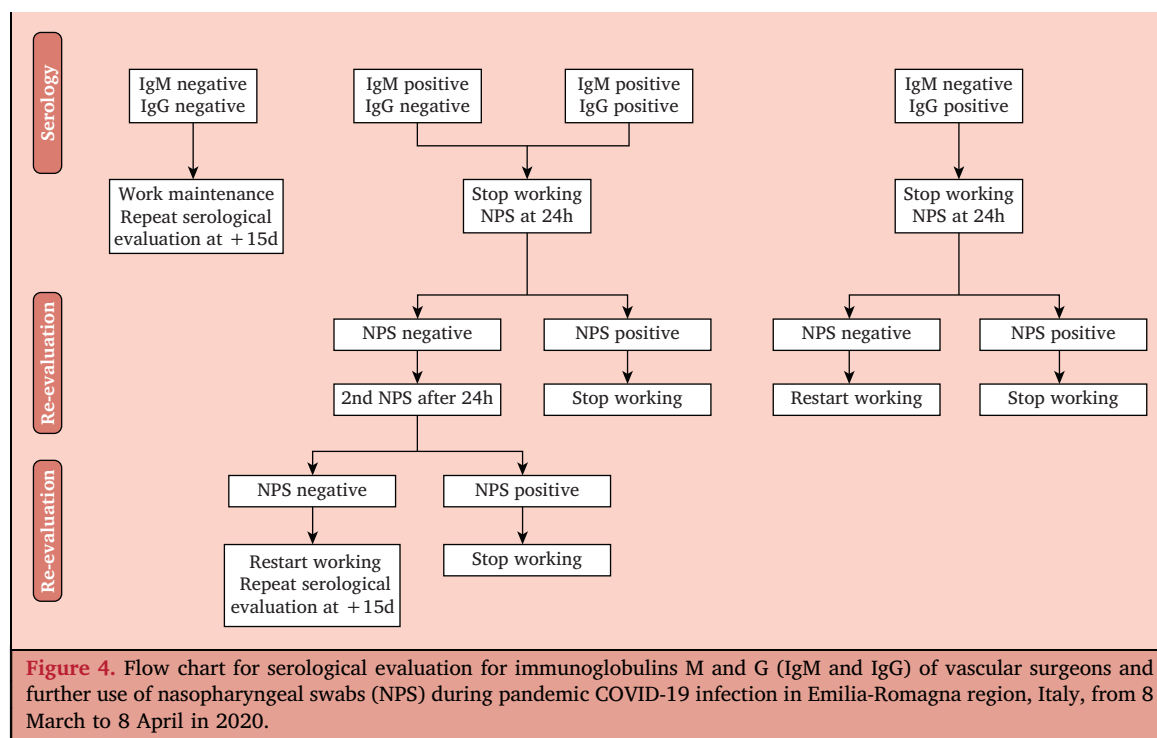 Serology
IgM negative
IgG negative
IgM positive
IgG negative
IgM positive
IgG positive
IgM negative
IgG positive
Work maintenance
Repeat serological
evaluation at +15d
Stop working
NPS at 24h
Stop working
NPS at 24h
Re-evaluation
NPS negative
NPS positive
NPS negative
NPS positive
2nd NPS after 24h
Stop working
Restart working
Stop working
Re-evaluation
NPS negative
NPS positive
Restart working
Repeat serological
evaluation at +15d
Stop working
Figure 4. Flow chart for serological evaluation for immunoglobulins M and G (IgM and IgG) of vascular surgeons and
further use of nasopharyngeal swabs (NPS) during pandemic COVID-19 infection in Emilia-Romagna region, Italy, from 8
March to 8 April in 2020.